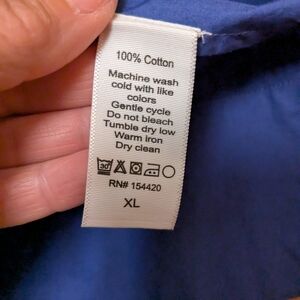 100% Cotton
Machine wash
cold with like
colors
Gentle cycle
Do not bleach
Tumble dry low
Warm iron
Dry clean
30
RN# 154420
XL